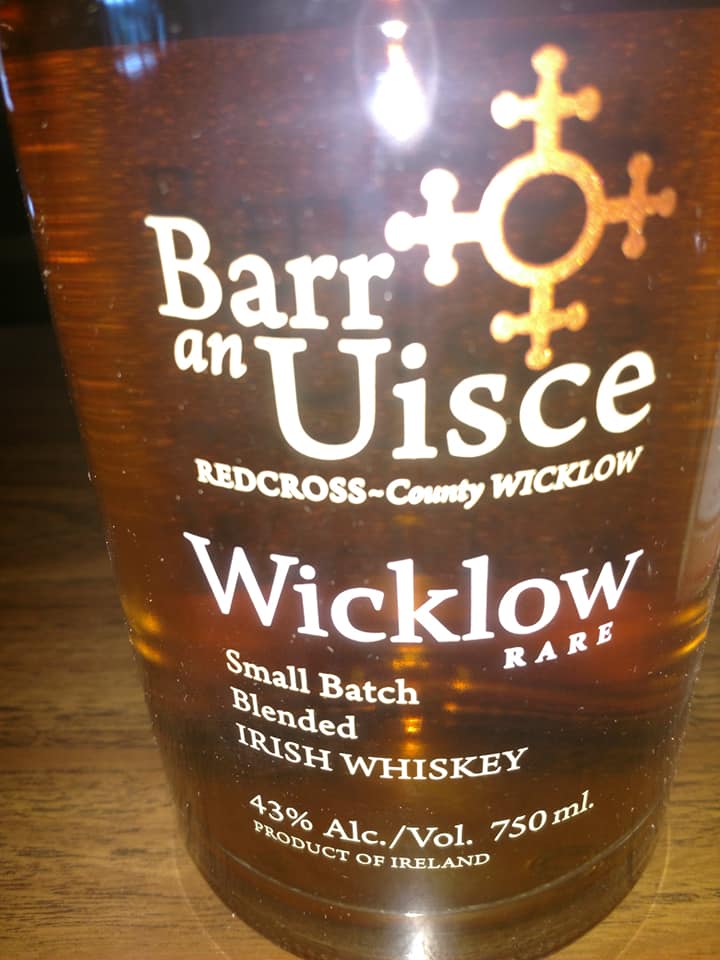 Barr
an Uisce
REDCROSS~County WICKLOW
Wicklow
RARE
Small Batch
Blended
IRISH WHISKEY
43% Alc./Vol. 750 ml.
PRODUCT OF IRELAND